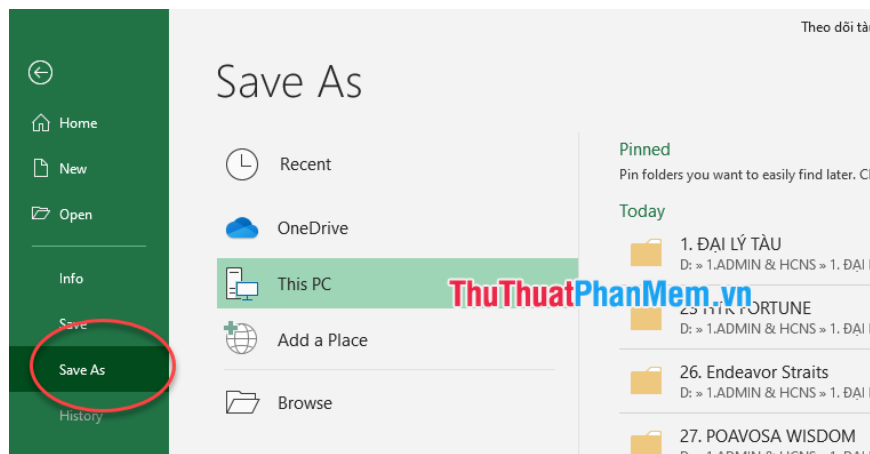 Theo dõi
Save As
Home
New
Open
Info
Save
Save As
History
Recent
OneDrive
This PC
Add a Place
Browse
Pinned
Pin folders you want to easily find later.
Today
1. ĐẠI LÝ TÀU
D: » 1.ADMIN & HCNS » 1. ĐẠI
ThuThuatPhanMem.vn
FORTUNE
D: » 1.ADMIN & HCNS » 1. ĐẠI
26. Endeavor Straits
D: » 1.ADMIN & HCNS » 1. ĐẠI
27. POAVOSA WISDOM